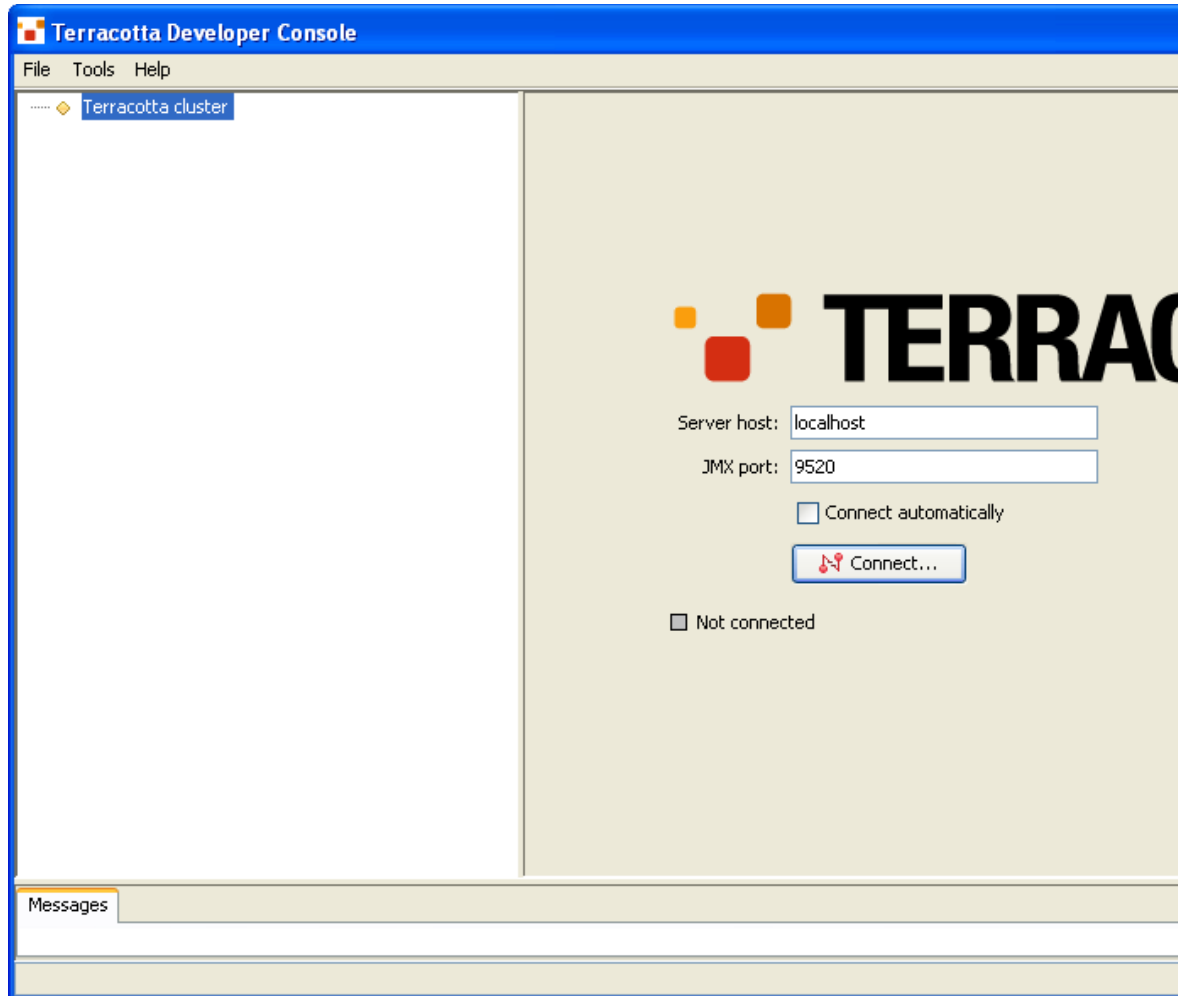 Terracotta Developer Console
File Tools Help
Terracotta cluster
TERRAC
Server host: localhost
JMX port: 9520
Connect automatically
Connect...
Not connected
Messages